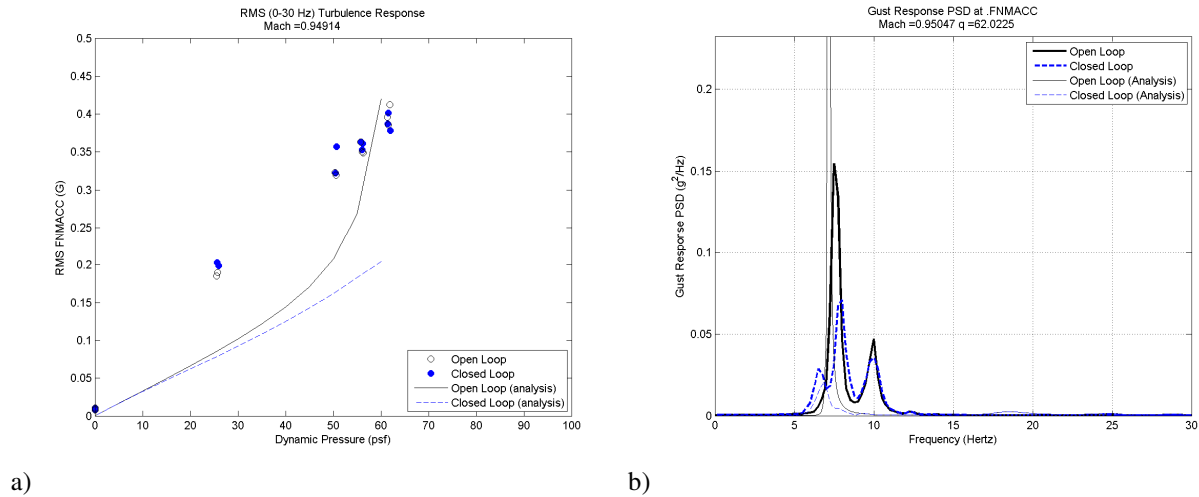 RMS (0-30 Hz) Turbulence Response
Mach =0.94914
0.5
0.45
0.4
0.35
0.3
0.25
0.2
0.15
0.1
0.05
0
RMS FNMACC (G)
Open Loop
Closed Loop
Open Loop (analysis)
Closed Loop (analysis)
0 10 20 30 40 50 60 70 80 90 100
Dynamic Pressure (psf)
a)
Gust Response PSD at .FNMACC
Mach =0.95047 q =62.0225
Open Loop
Closed Loop
Open Loop (Analysis)
Closed Loop (Analysis)
0.2
0.15
0.1
0.05
0
Gust Response PSD (g²/Hz)
0 5 10 15 20 25 30
Frequency (Hertz)
b)